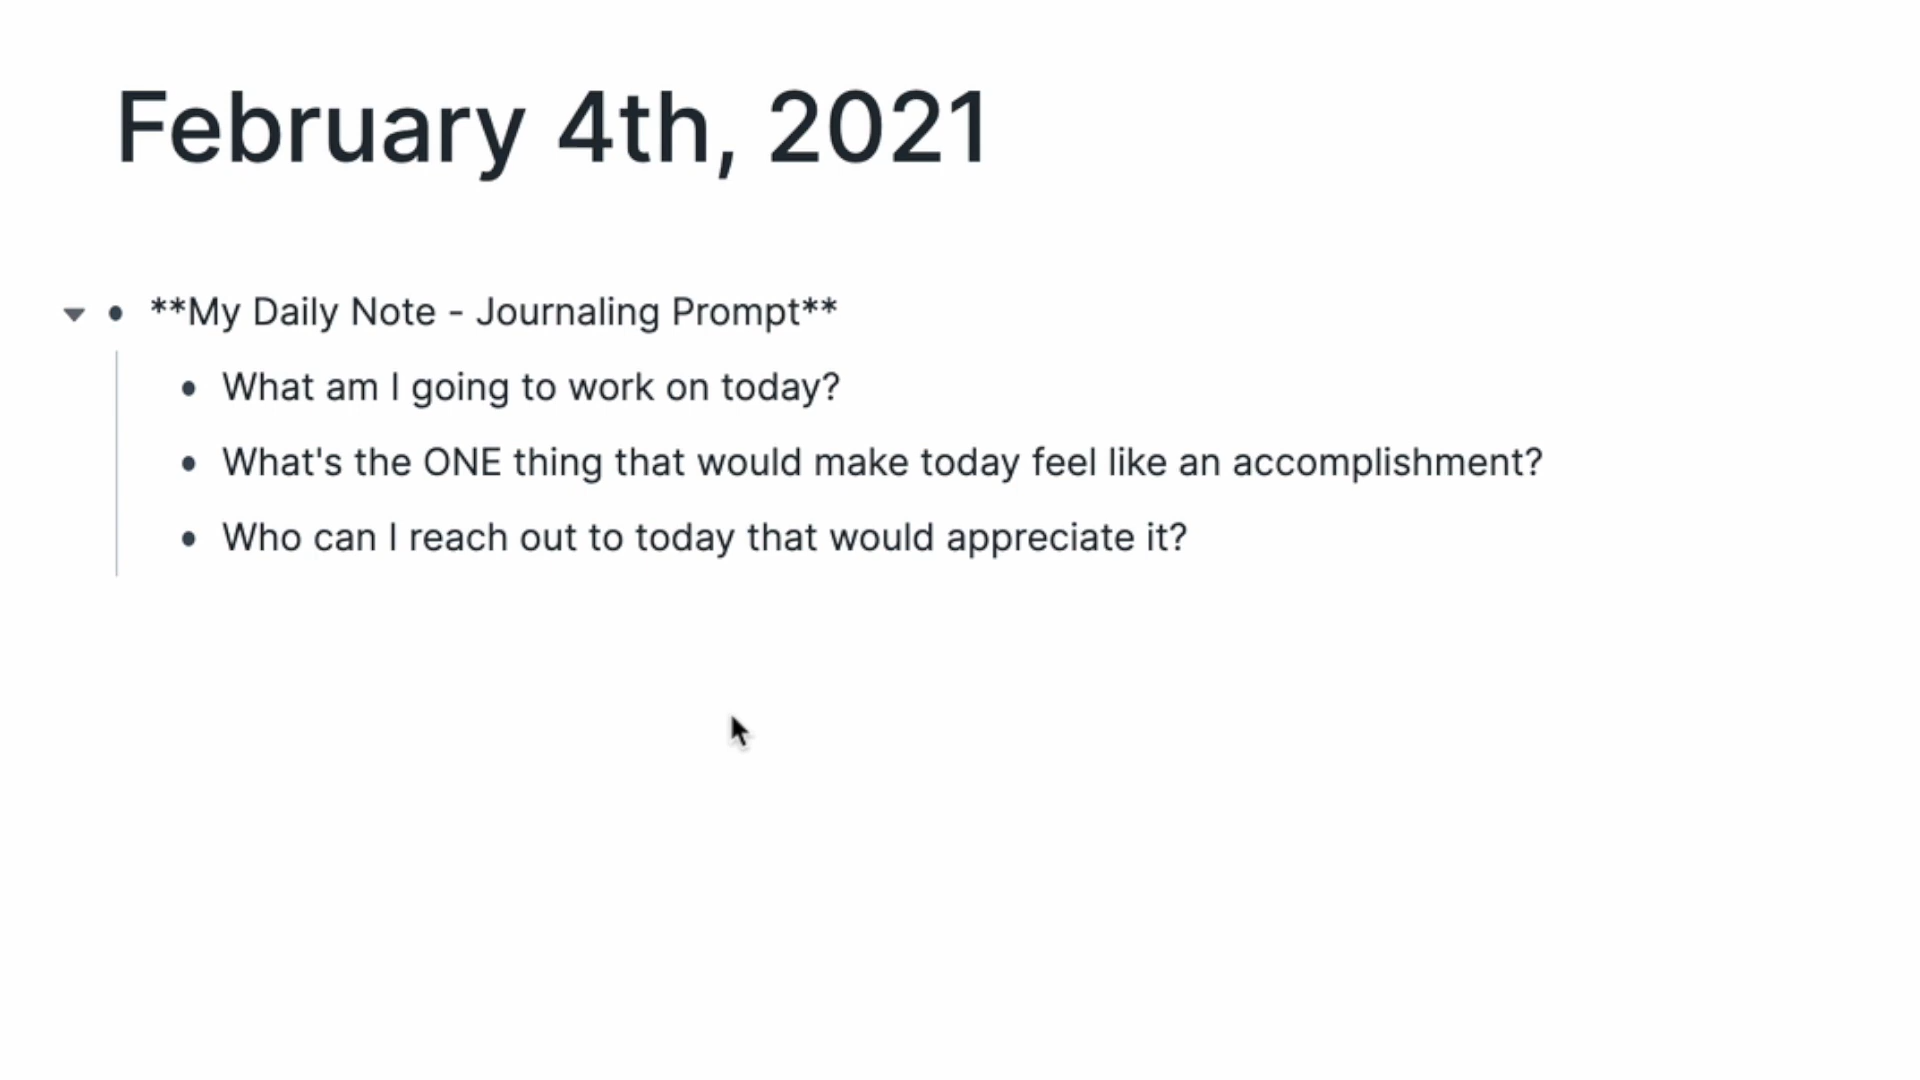 February 4th, 2021
**My Daily Note - Journaling Prompt**
What am I going to work on today?
What's the ONE thing that would make today feel like an accomplishment?
Who can I reach out to today that would appreciate it?